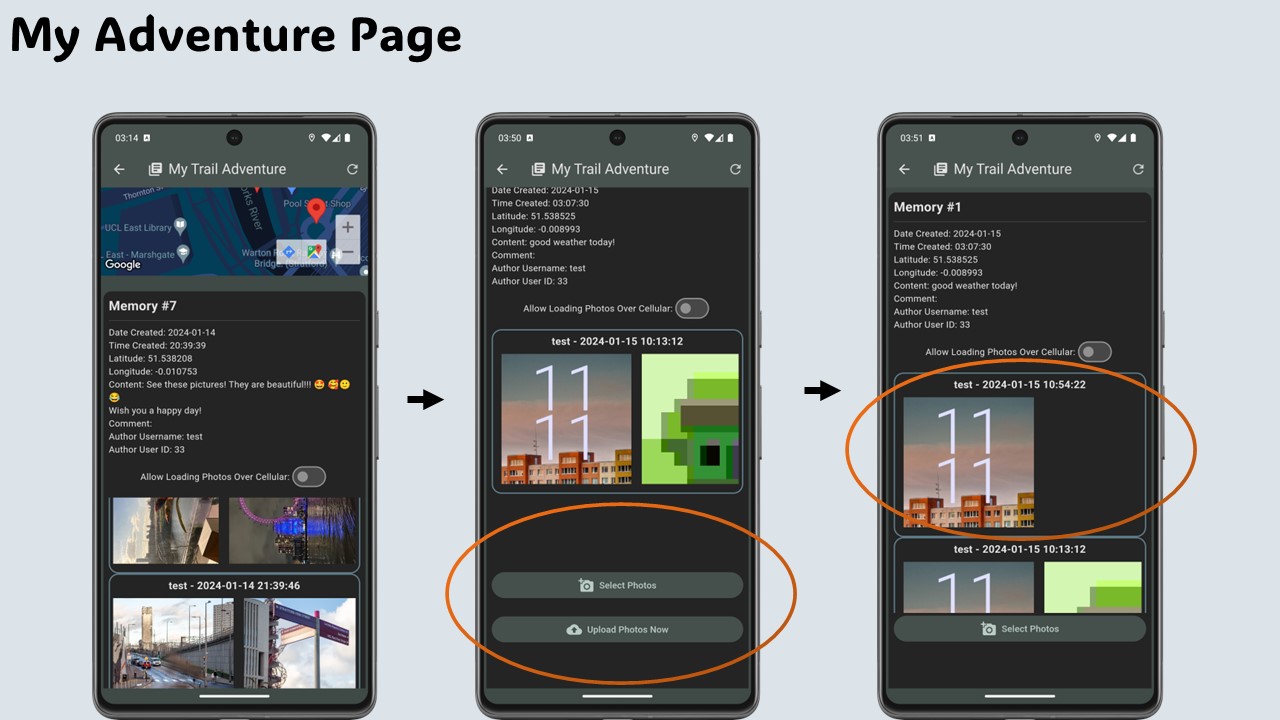 My Adventure Page
03:14
My Trail Adventure
Thornton S
Pool S
t Shop
rks River
UCL East Library
East - Marshgate
Warton R
Bridge. (Stratford)
Google
Memory #7
Date Created: 2024-01-14
Time Created: 20:39:39
Latitude: 51.538208
Longitude: -0.010753
Content: See these pictures! They are beautiful!!! 🤩 🥰🙂
😂
Wish you a happy day!
Comment:
Author Username: test
Author User ID: 33
Allow Loading Photos Over Cellular:
test - 2024-01-14 21:39:46
03:50
My Trail Adventure
Date Created: 2024-01-15
Time Created: 03:07:30
Latitude: 51.538525
Longitude: -0.008993
Content: good weather today!
Comment:
Author Username: test
Author User ID: 33
Allow Loading Photos Over Cellular:
test - 2024-01-15 10:13:12
11
11
Select Photos
Upload Photos Now
03:51
My Trail Adventure
Memory #1
Date Created: 2024-01-15
Time Created: 03:07:30
Latitude: 51.538525
Longitude: -0.008993
Content: good weather today!
Comment:
Author Username: test
Author User ID: 33
Allow Loading Photos Over Cellular:
test - 2024-01-15 10:54:22
11
11
test - 2024-01-15 10:13:12
11
Select Photos